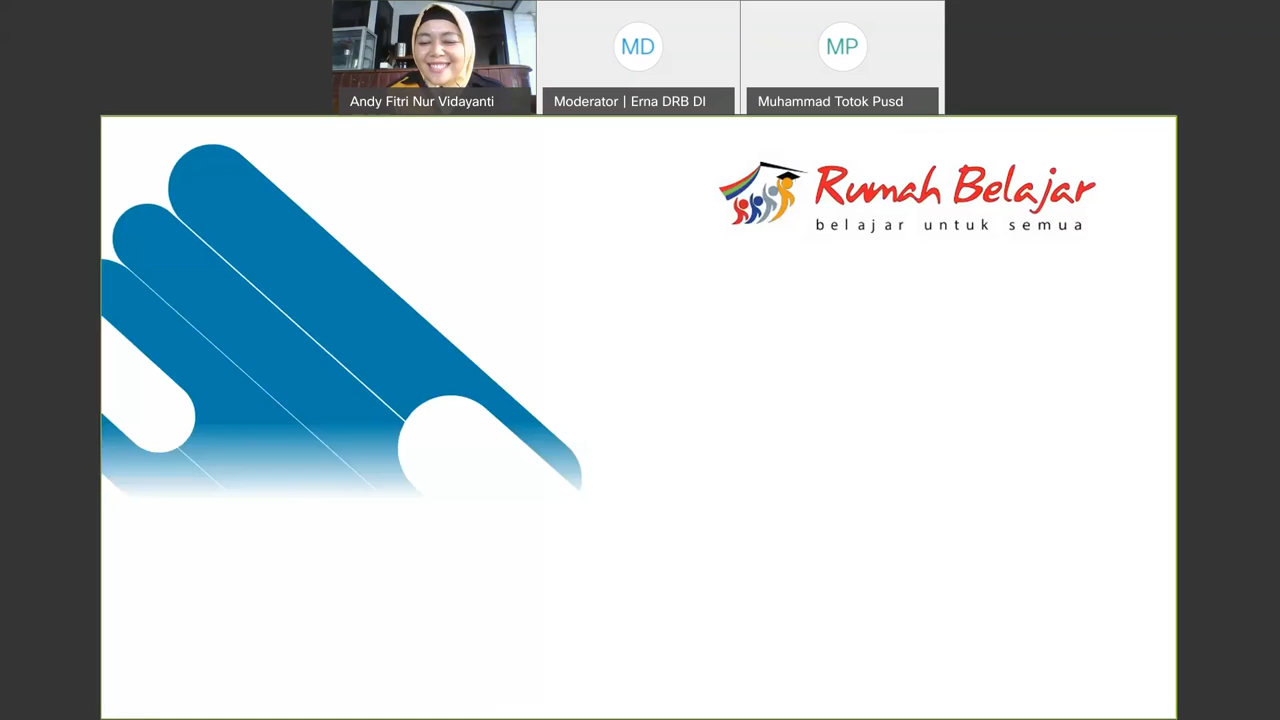 MD
MP
Andy Fitri Nur Vidayanti
Moderator | Erna DRB DI
Muhammad Totok Pusd
Rumah Belajar
belajar untuk semua